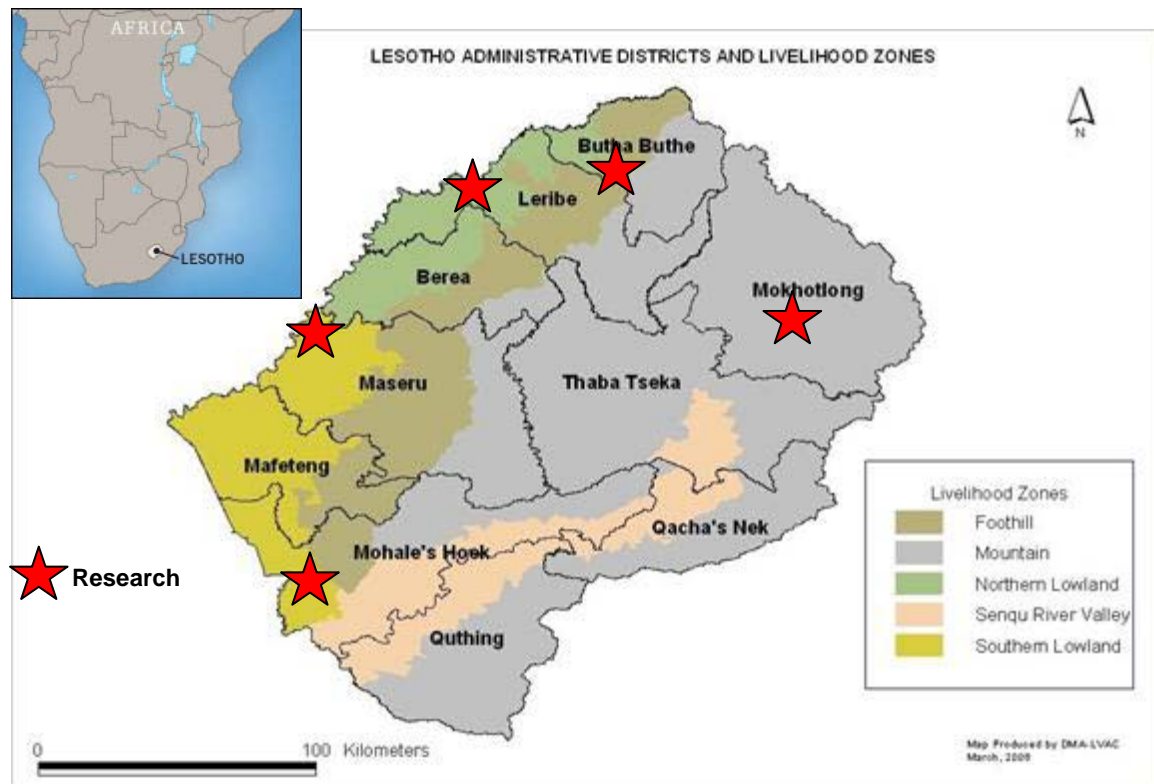 AFRICA
LESOTHO
LESOTHO ADMINISTRATIVE DISTRICTS AND LIVELIHOOD ZONES
N
Butha Buthe
Leribe
Berea
Mokhotlong
Maseru
Thaba Tseka
Mafeteng
Mohale's Hoek
Qacha's Nek
Quthing
Research
Livelihood Zones
Foothill
Mountain
Northern Lowland
Senqu River Valley
Southern Lowland
0 100 Kilometers
Map Produced by DMA-LVAC
March, 2009